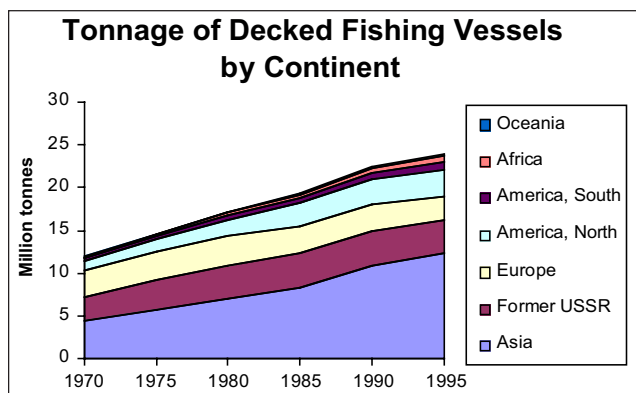 Tonnage of Decked Fishing Vessels
by Continent
Million tonnes
30
25
20
15
10
5
0
1970 1975 1980 1985 1990 1995
Oceania
Africa
America, South
America, North
Europe
Former USSR
Asia